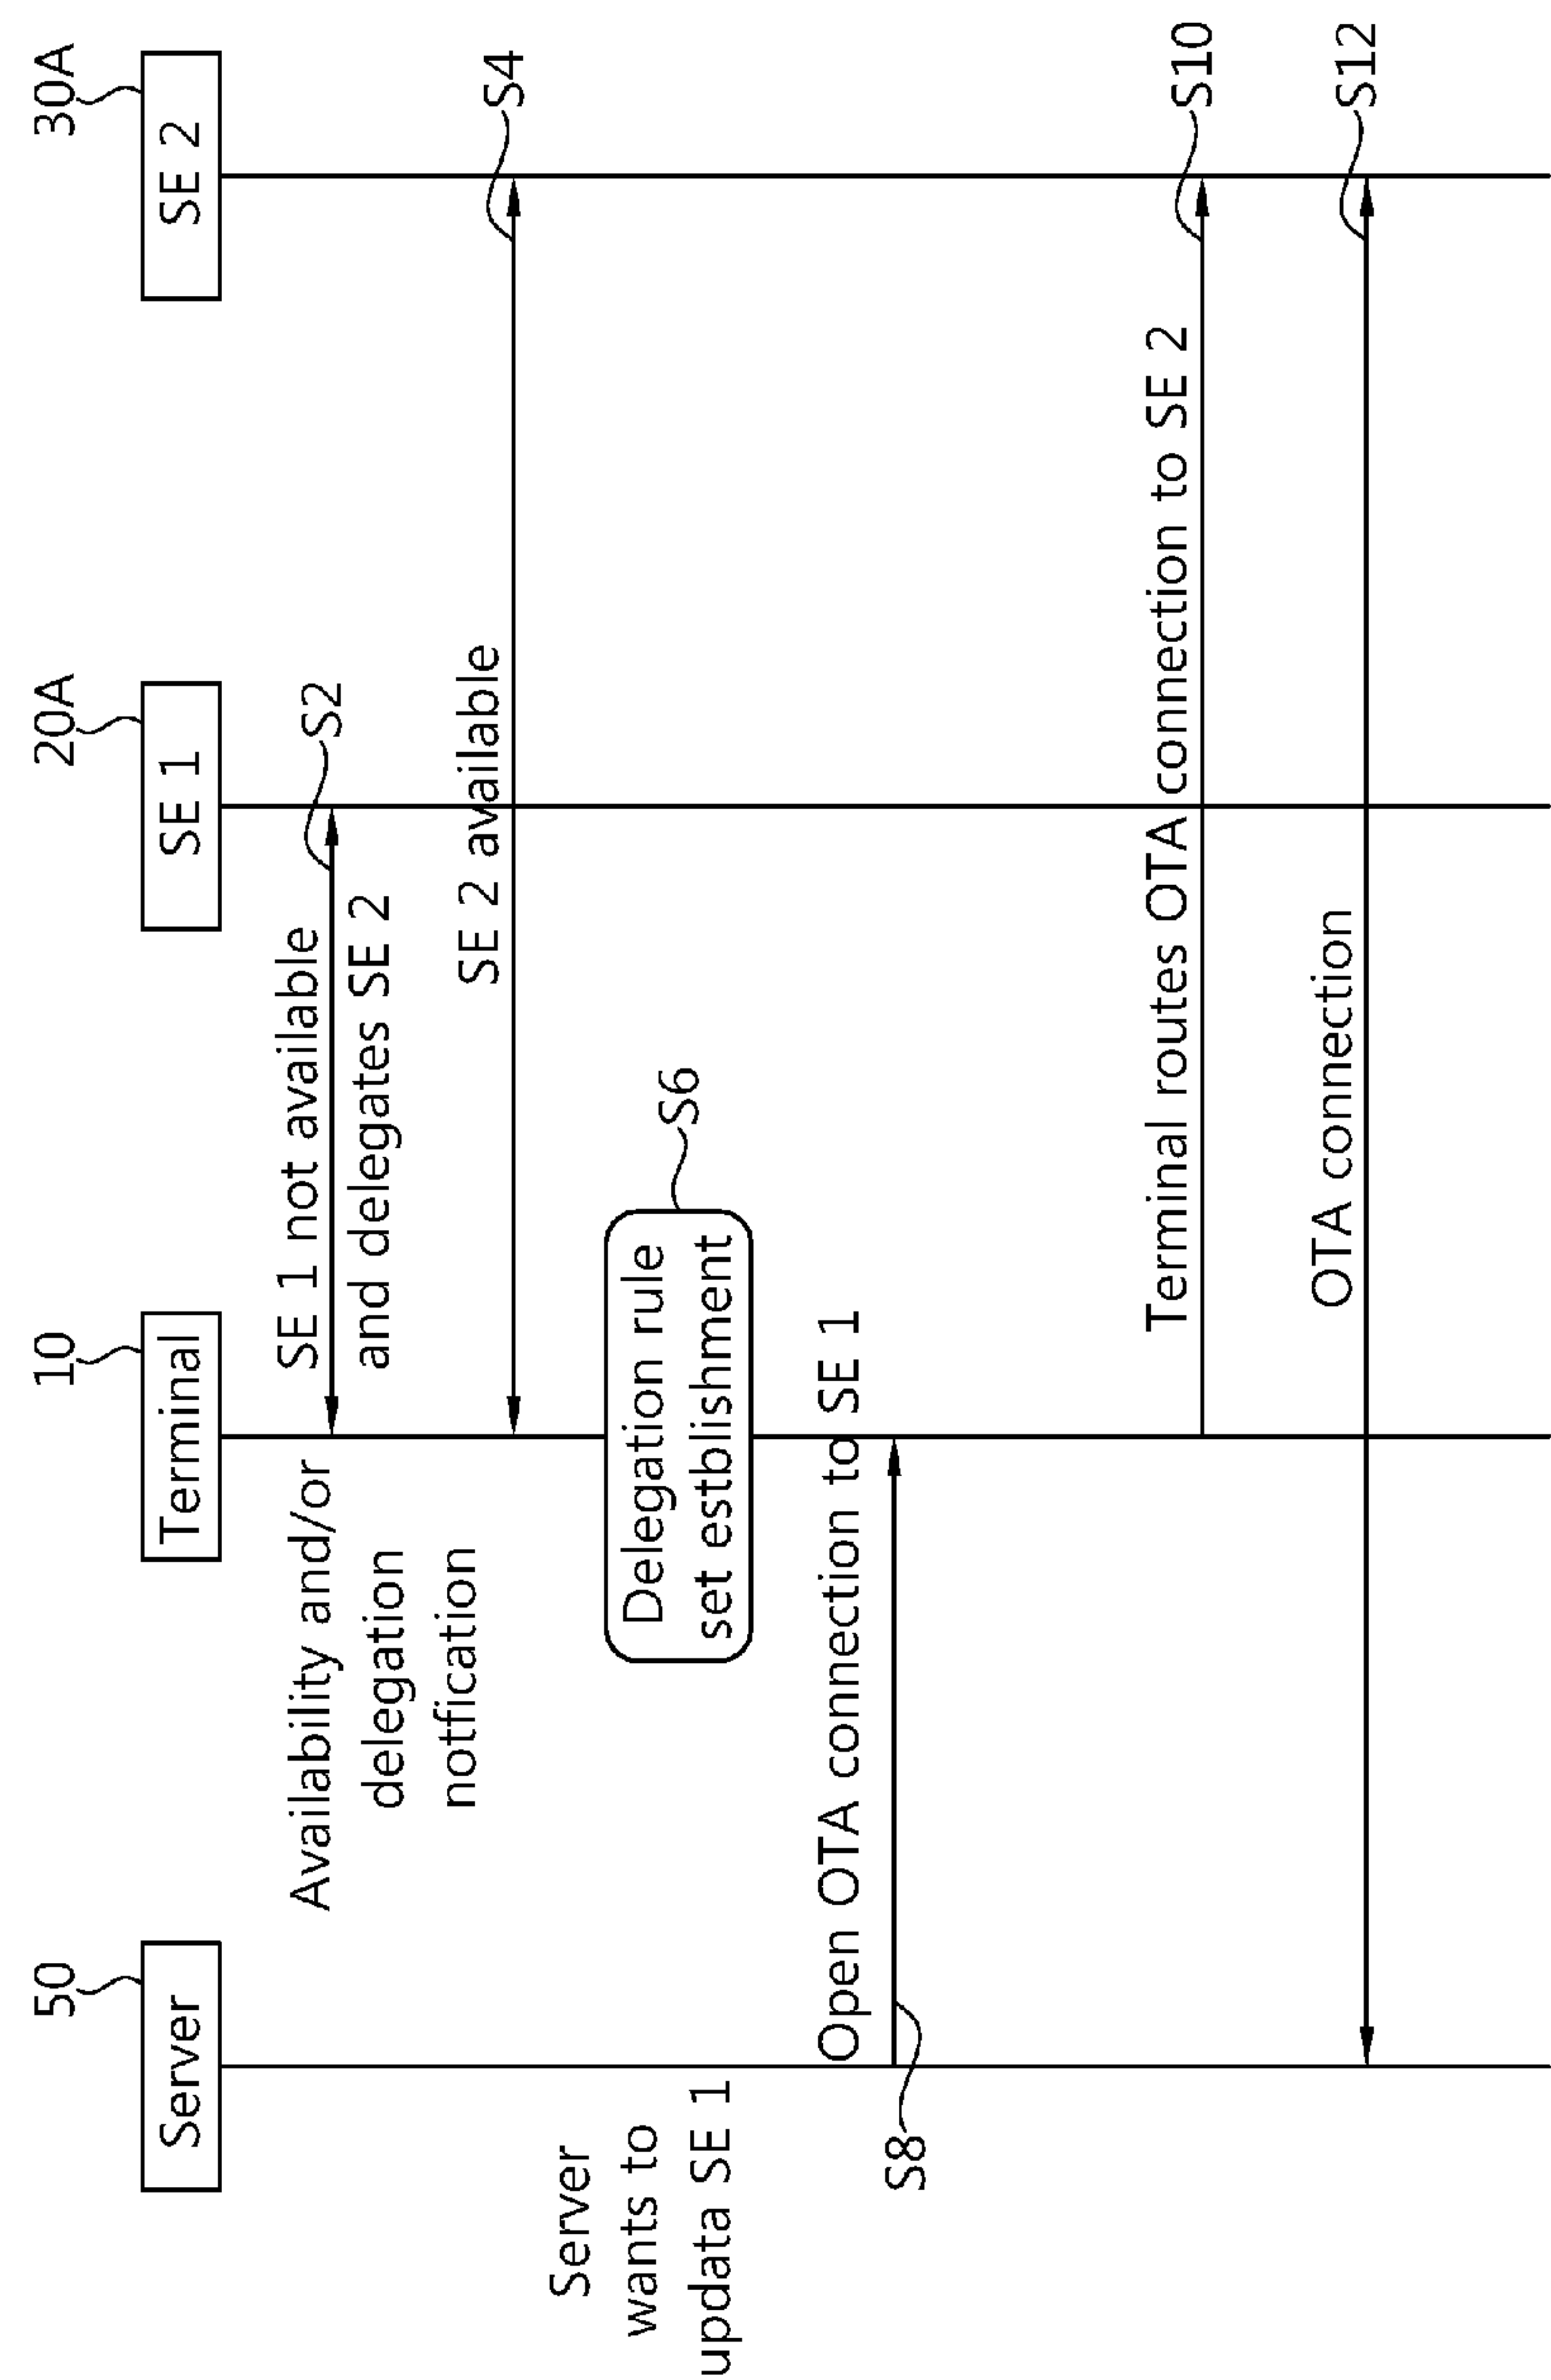 50
10
20A
30A
Server
Terminal
SE 1
SE 2
Availability and/or
delegation
notfication
SE 1 not available
and delegates SE 2
S2
SE 2 available
S4
Delegation rule
set estblishment
S6
Server
wants to
updata SE 1
Open OTA connection to SE 1
S8
Terminal routes OTA connection to SE 2
S10
OTA connection
S12